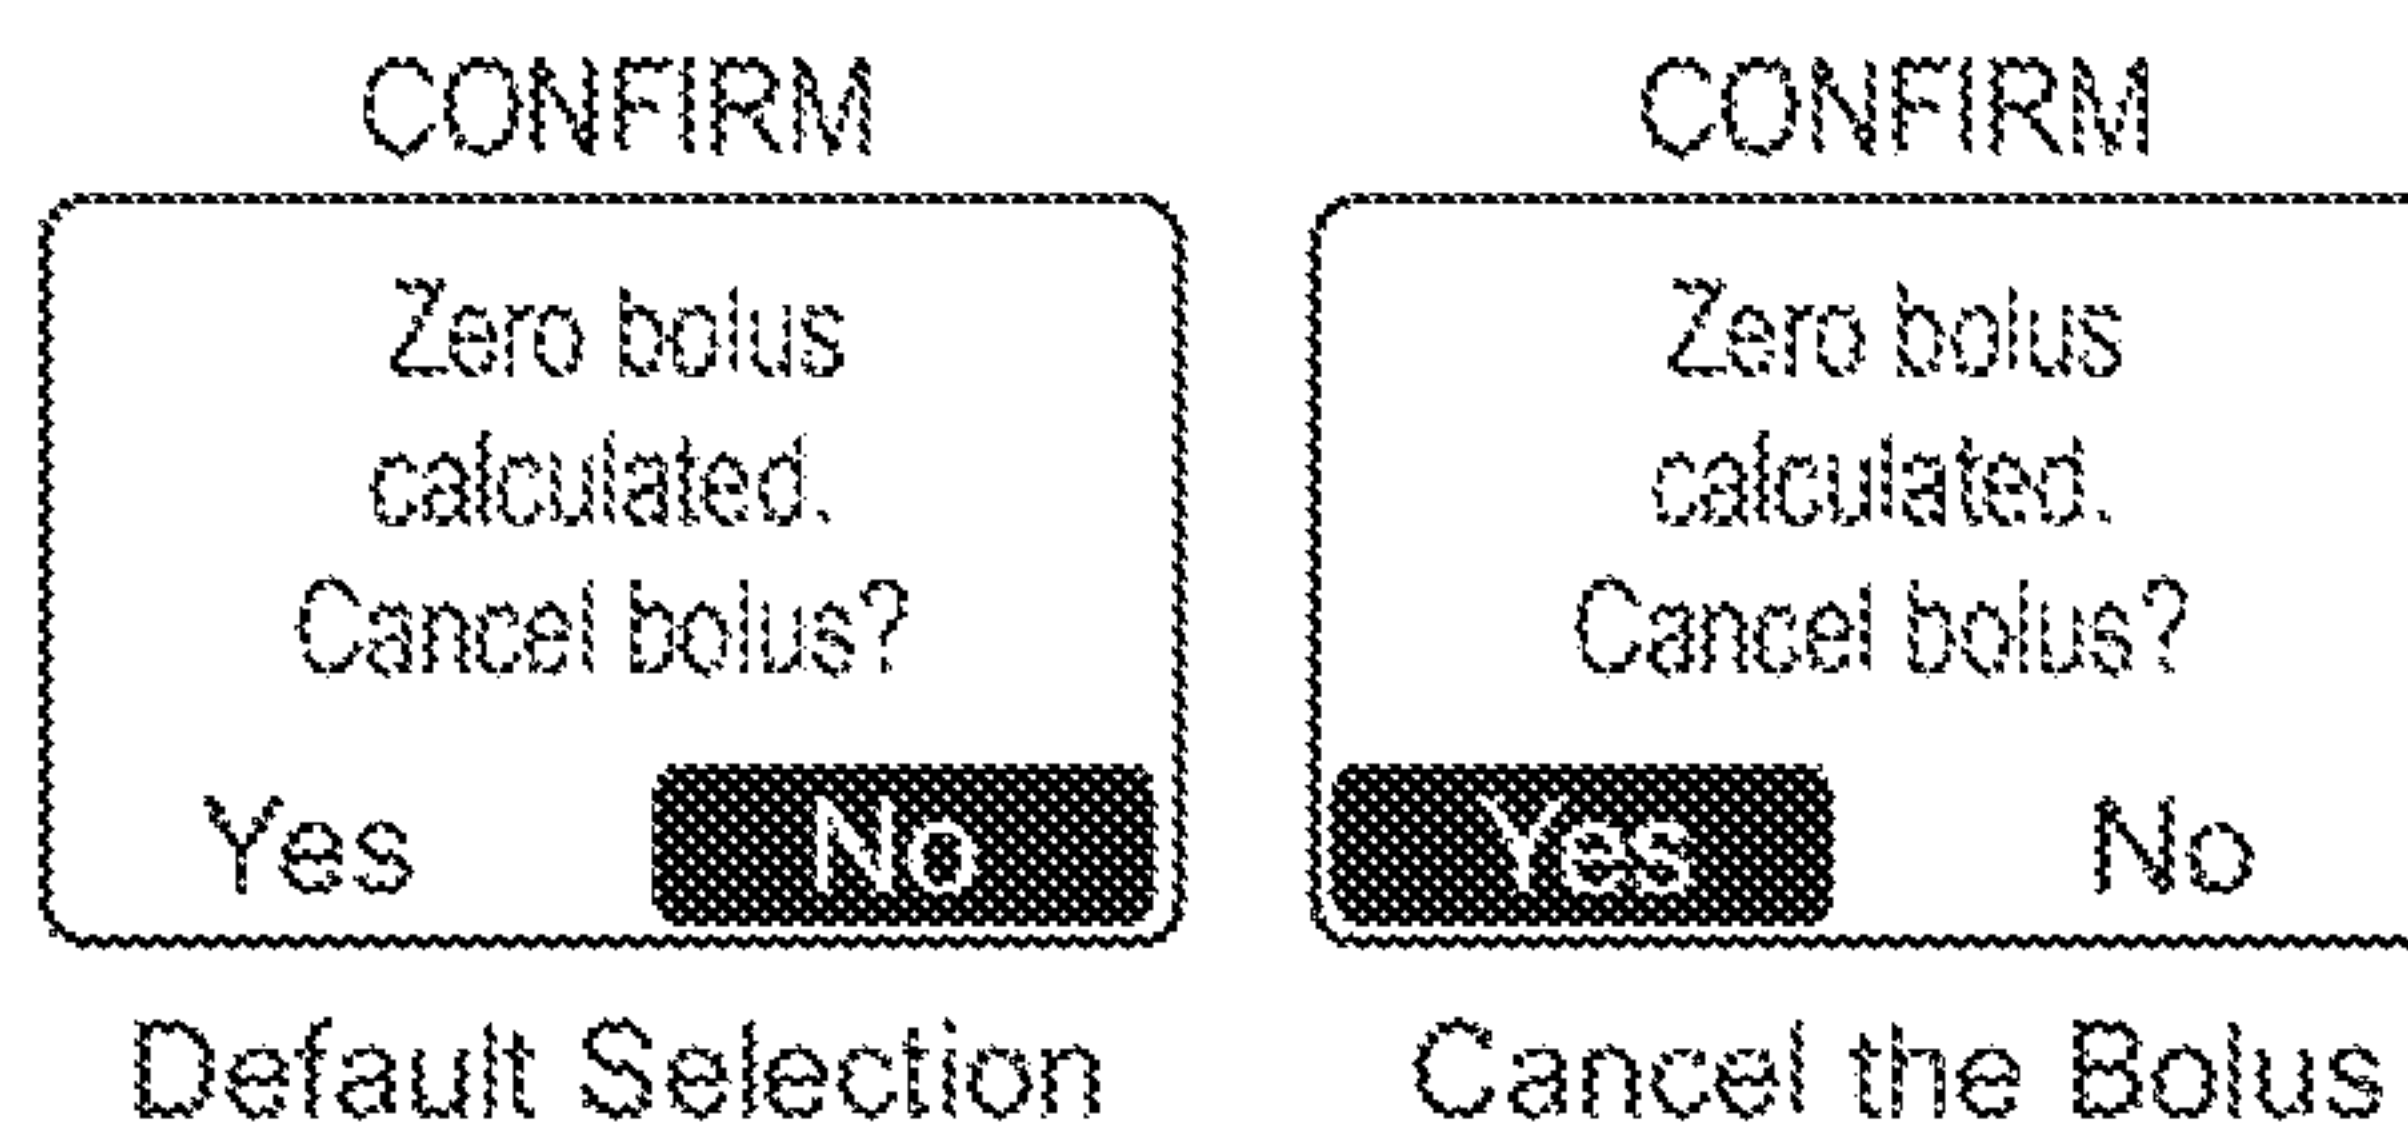 CONFIRM
Zero bolus
calculated.
Cancel bolus?
Yes No
Default Selection
CONFIRM
Zero bolus
calculated.
Cancel bolus?
Yes No
Cancel the Bolus